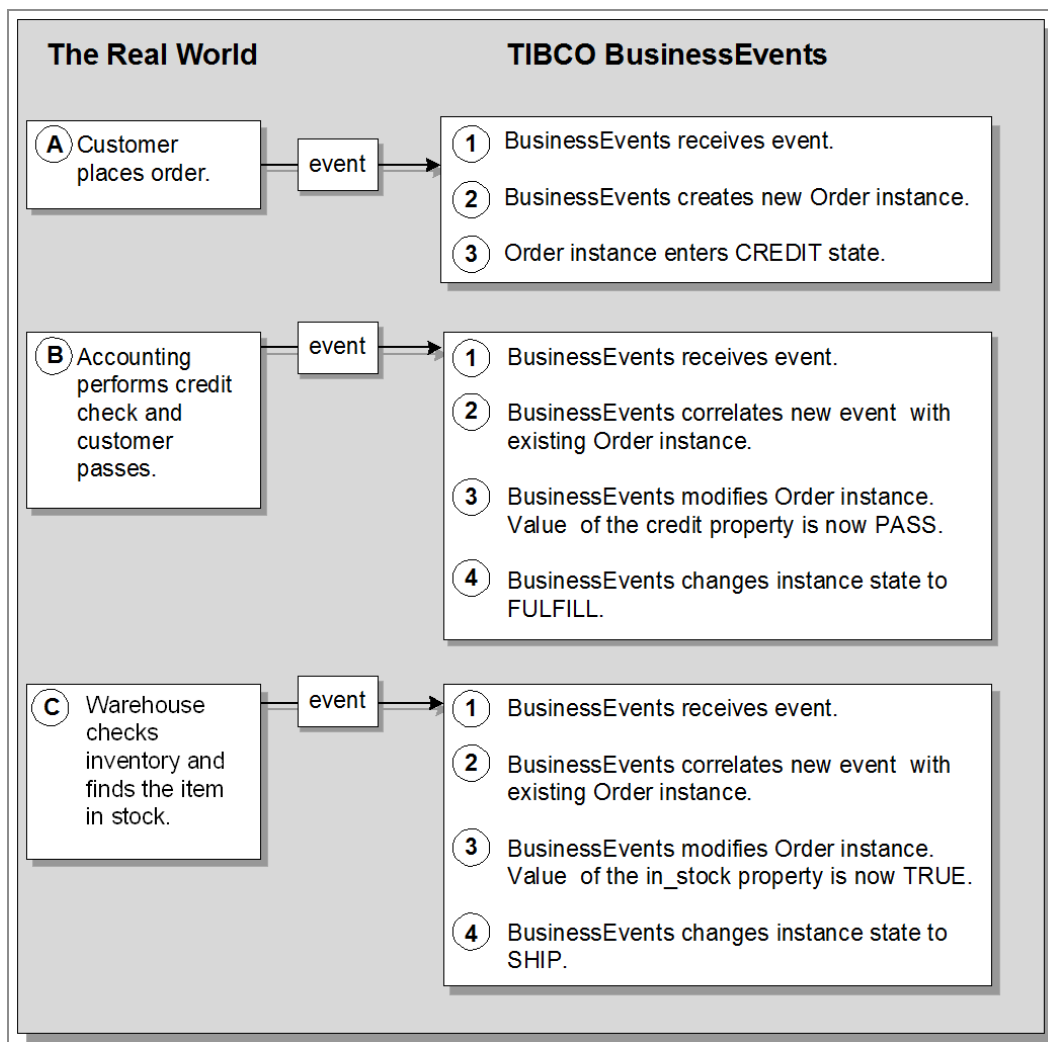 The Real World
TIBCO BusinessEvents
A Customer
places order.
event
1 BusinessEvents receives event.
2 BusinessEvents creates new Order instance.
3 Order instance enters CREDIT state.
B Accounting
performs credit
check and
customer
passes.
event
1 BusinessEvents receives event.
2 BusinessEvents correlates new event with
existing Order instance.
3 BusinessEvents modifies Order instance.
Value of the credit property is now PASS.
4 BusinessEvents changes instance state to
FULFILL.
C Warehouse
checks
inventory and
finds the item
in stock.
event
1 BusinessEvents receives event.
2 BusinessEvents correlates new event with
existing Order instance.
3 BusinessEvents modifies Order instance.
Value of the in_stock property is now TRUE.
4 BusinessEvents changes instance state to
SHIP.